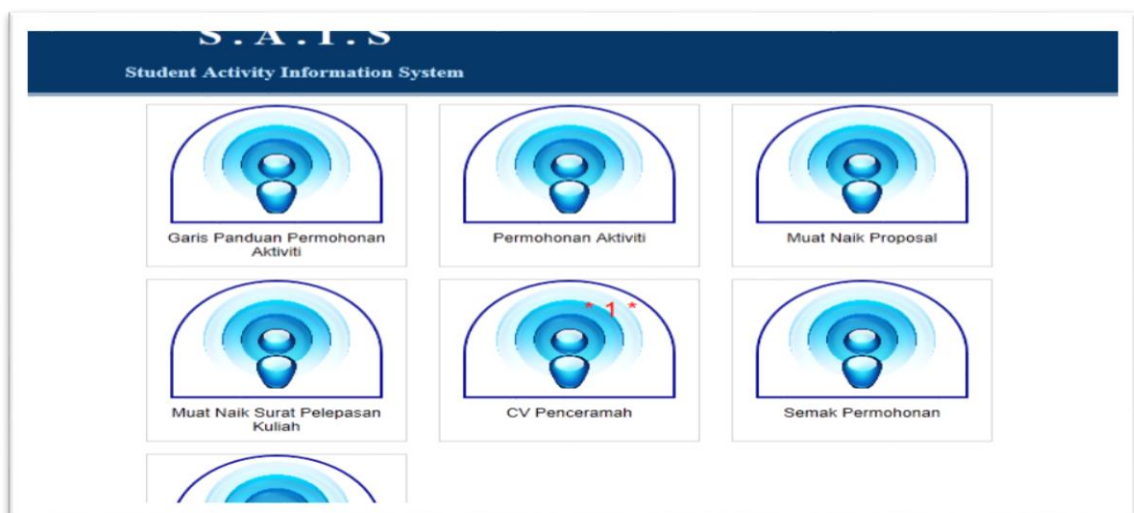 S . A . I . S
Student Activity Information System
Garis Panduan Permohonan
Aktiviti
Permohonan Aktiviti
Muat Naik Proposal
* 1 *
Muat Naik Surat Pelepasan
Kuliah
CV Penceramah
Semak Permohonan